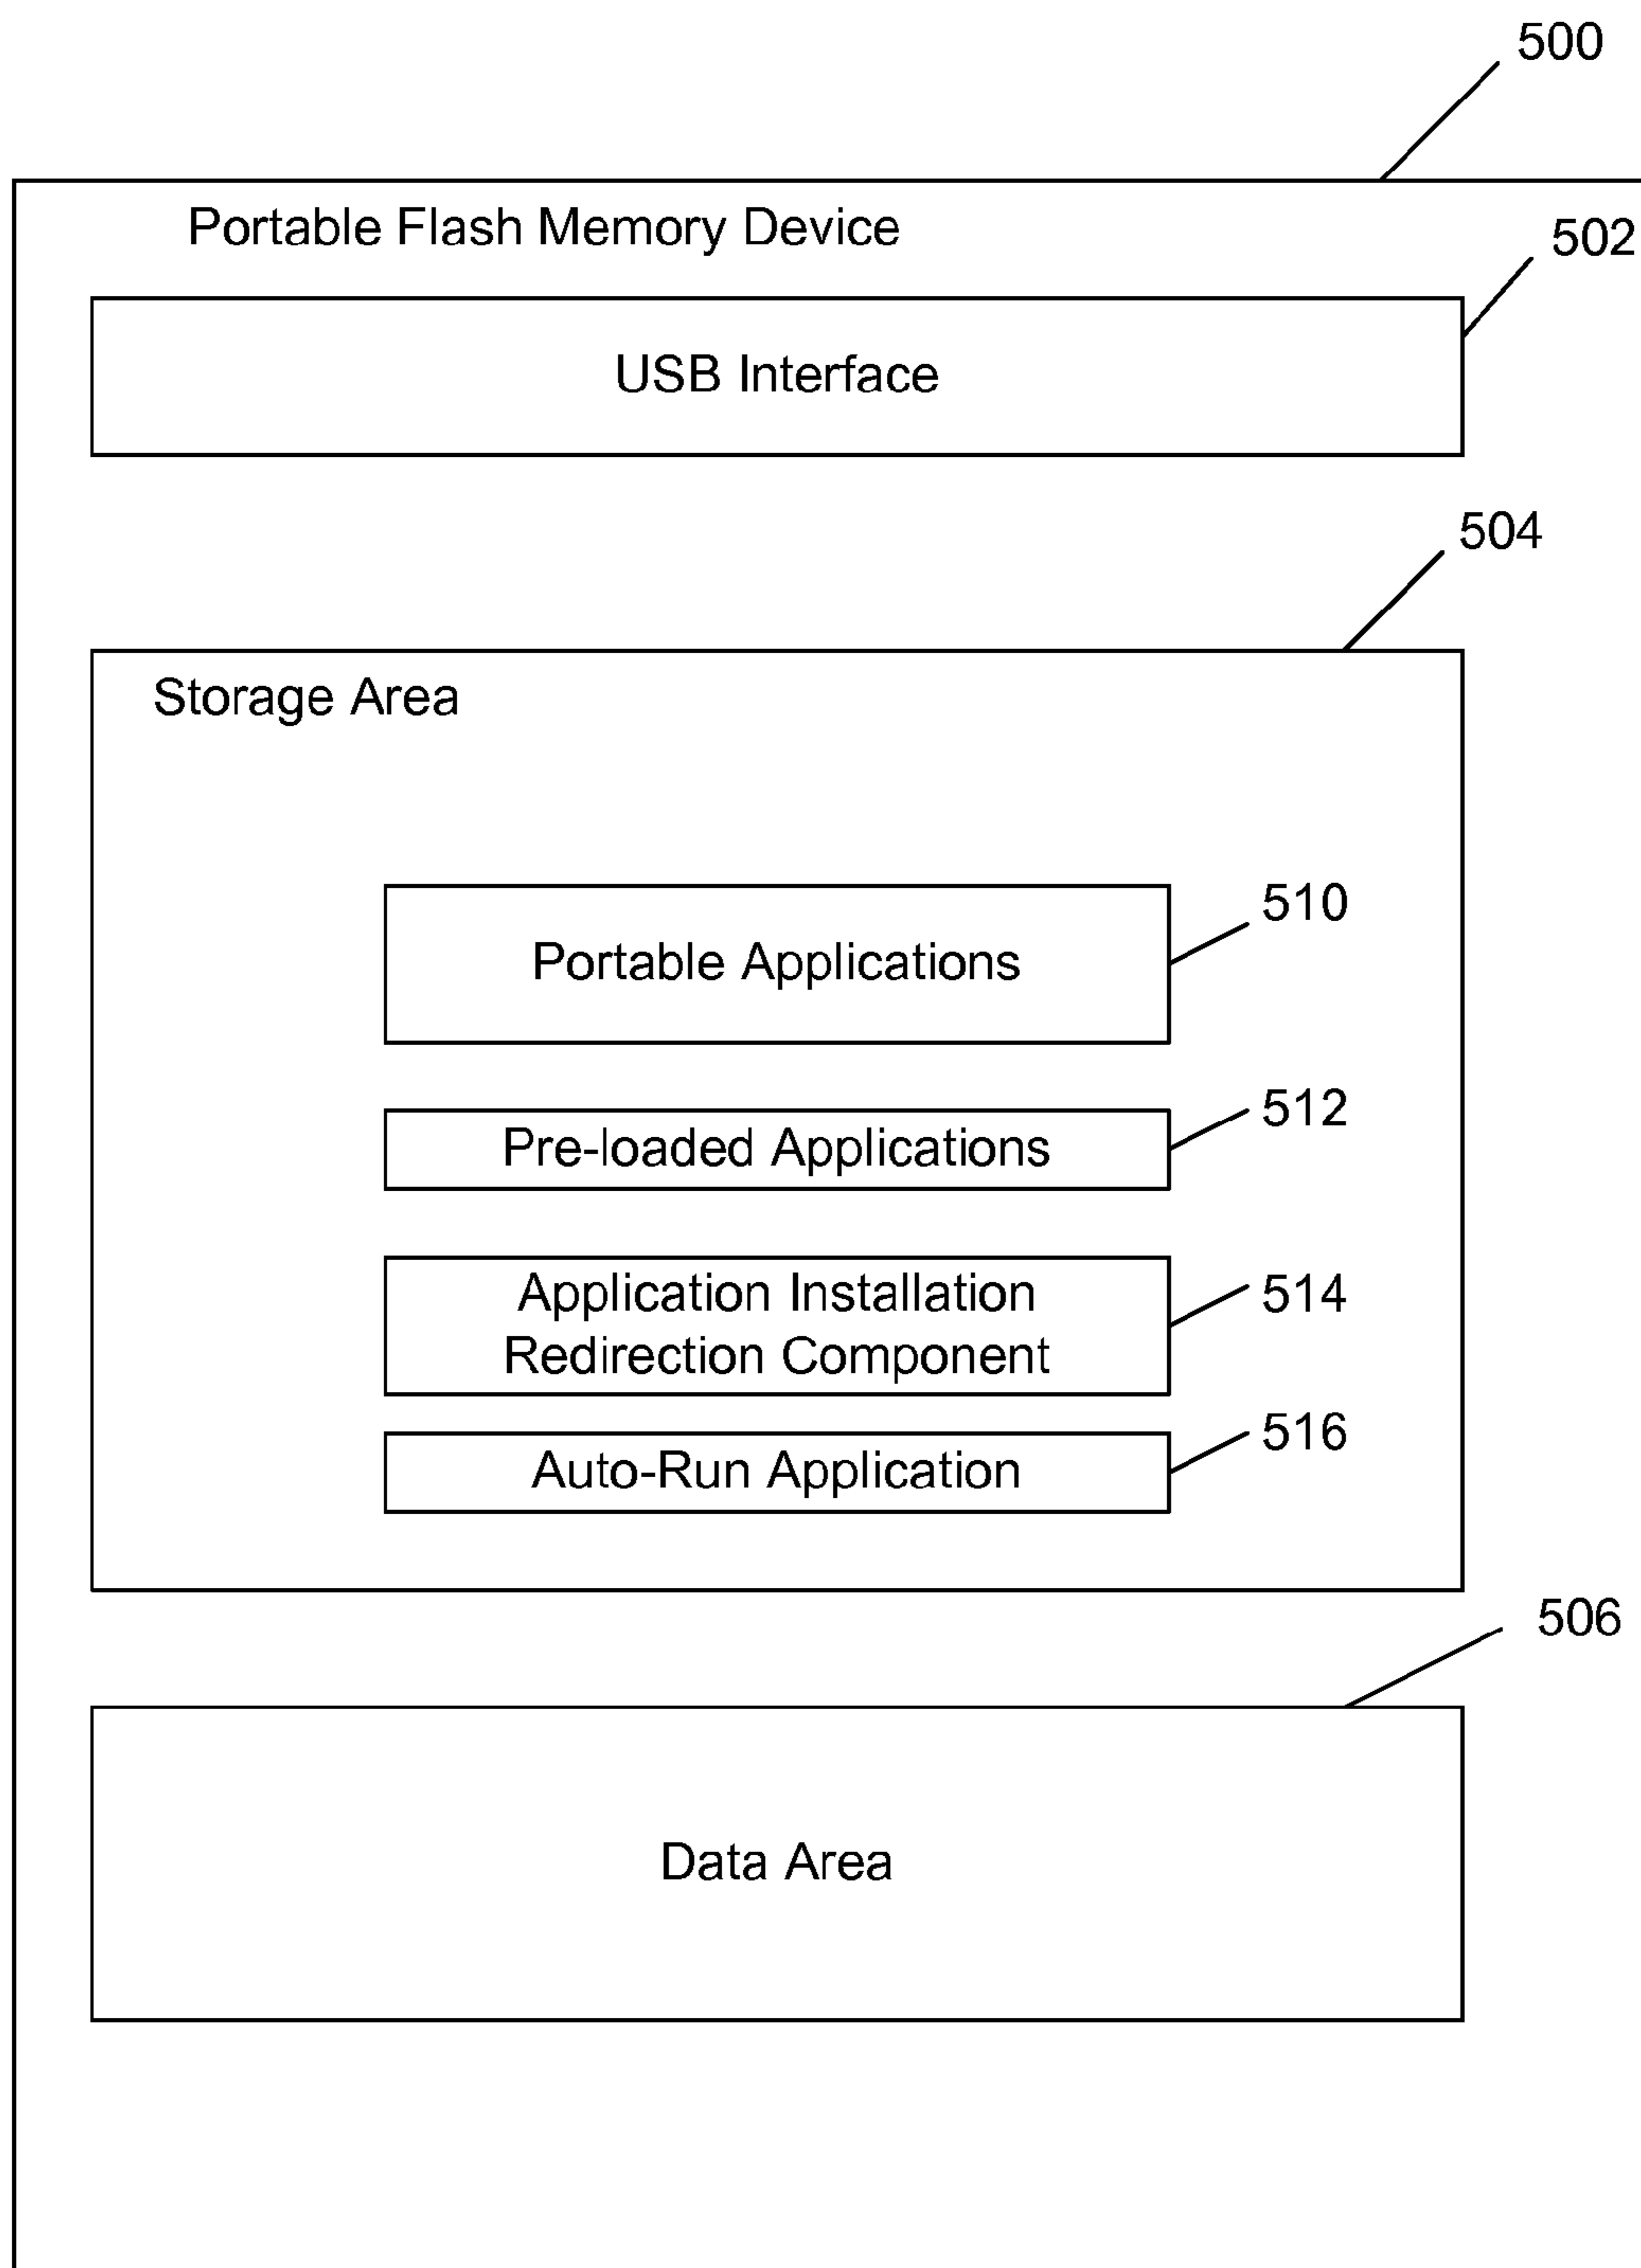 500
Portable Flash Memory Device
502
USB Interface
504
Storage Area
510
Portable Applications
512
Pre-loaded Applications
514
Application Installation
Redirection Component
516
Auto-Run Application
506
Data Area